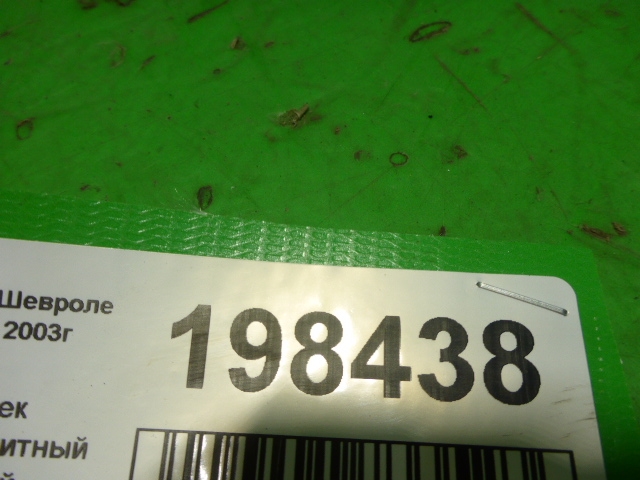 Шевроле
2003г
198438
ек
итный
й